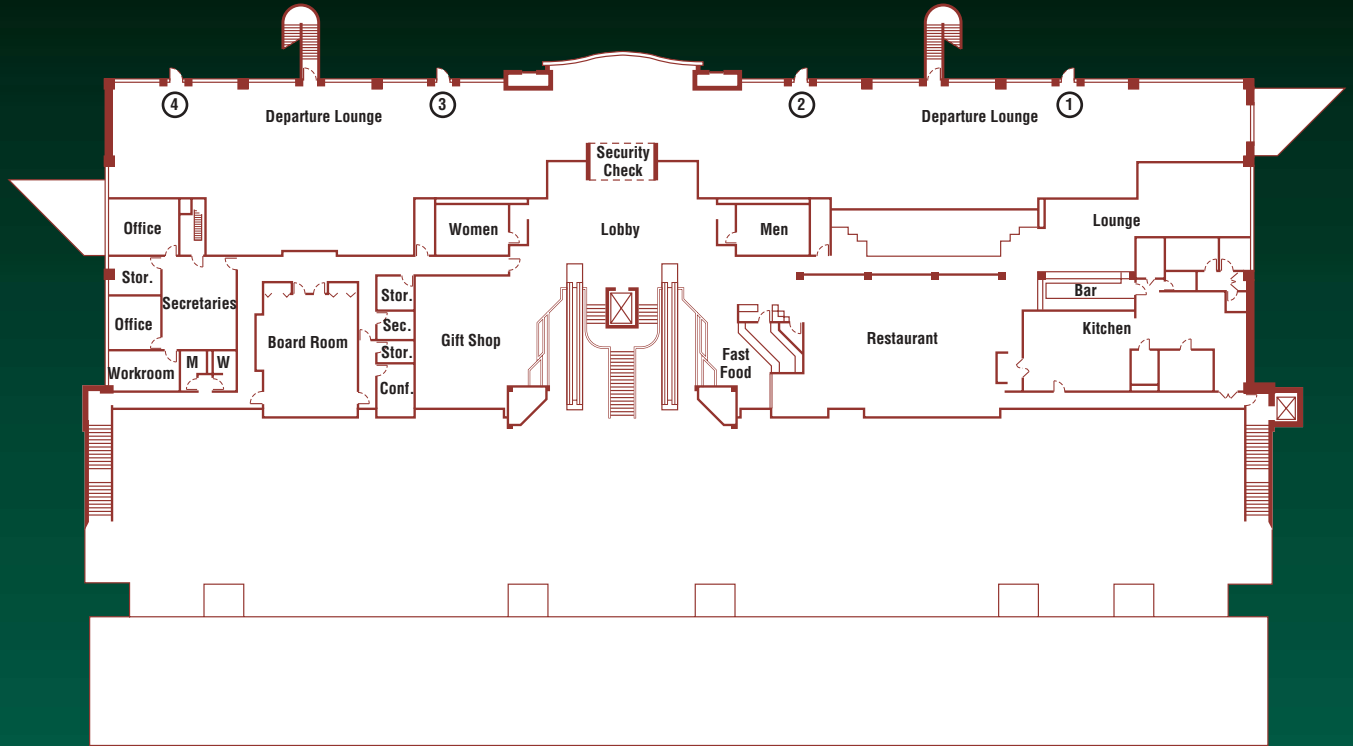 4
3
2
1
Departure Lounge
Departure Lounge
Security
Check
Office
Women
Lobby
Men
Lounge
Stor.
Secretaries
Stor.
Bar
Office
Sec.
Board Room
Gift Shop
Restaurant
Kitchen
Stor.
Fast
Food
M
W
Workroom
Conf.